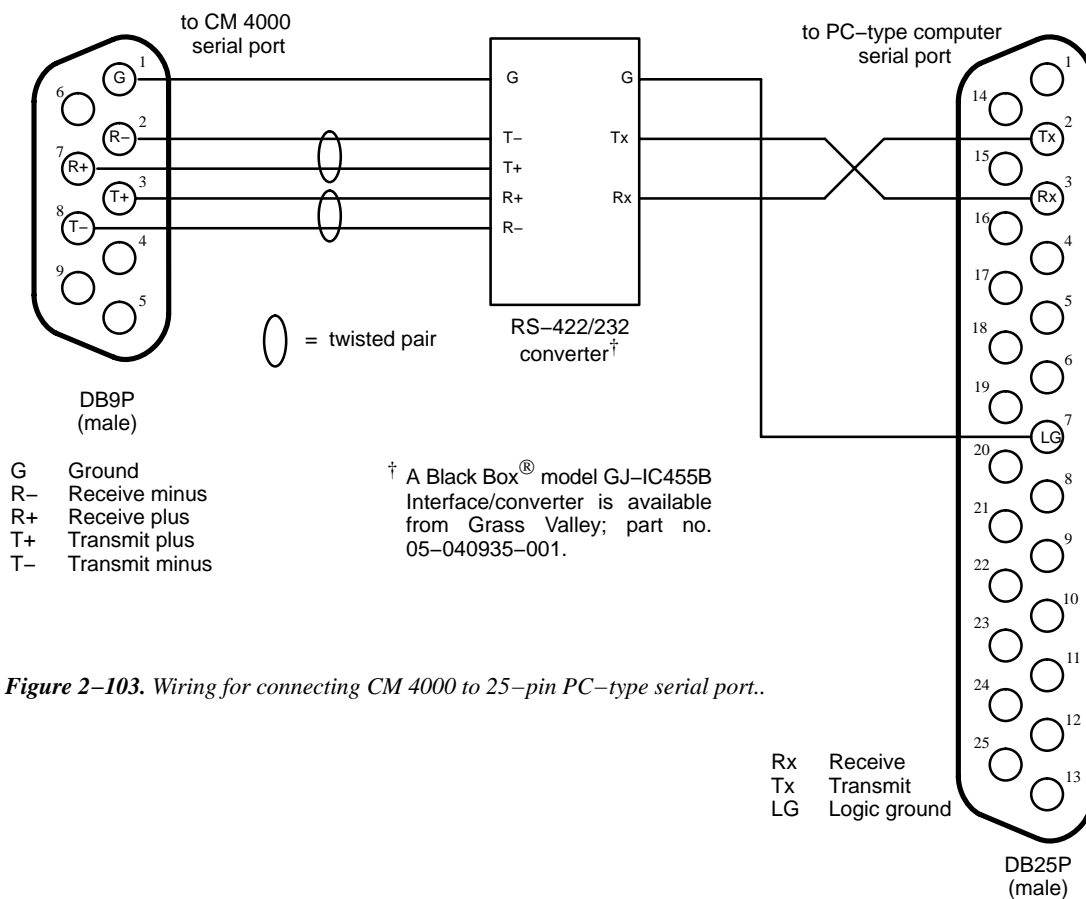 to CM 4000
serial port
1
G
6
2
R−
7
R+
3
T+
8
T−
4
9
5
DB9P
(male)
G
T−
T+
R+
R−
G
Tx
Rx
RS−422/232
converter†
= twisted pair
to PC−type computer
serial port
1
14
2
Tx
15
3
Rx
16
4
17
5
18
6
19
7
LG
20
8
21
9
22
10
23
11
24
12
25
13
DB25P
(male)
G Ground
R− Receive minus
R+ Receive plus
T+ Transmit plus
T− Transmit minus
† A Black Box® model GJ−IC455B
Interface/converter is available
from Grass Valley; part no.
05−040935−001.
Figure 2−103. Wiring for connecting CM 4000 to 25−pin PC−type serial port..
Rx Receive
Tx Transmit
LG Logic ground